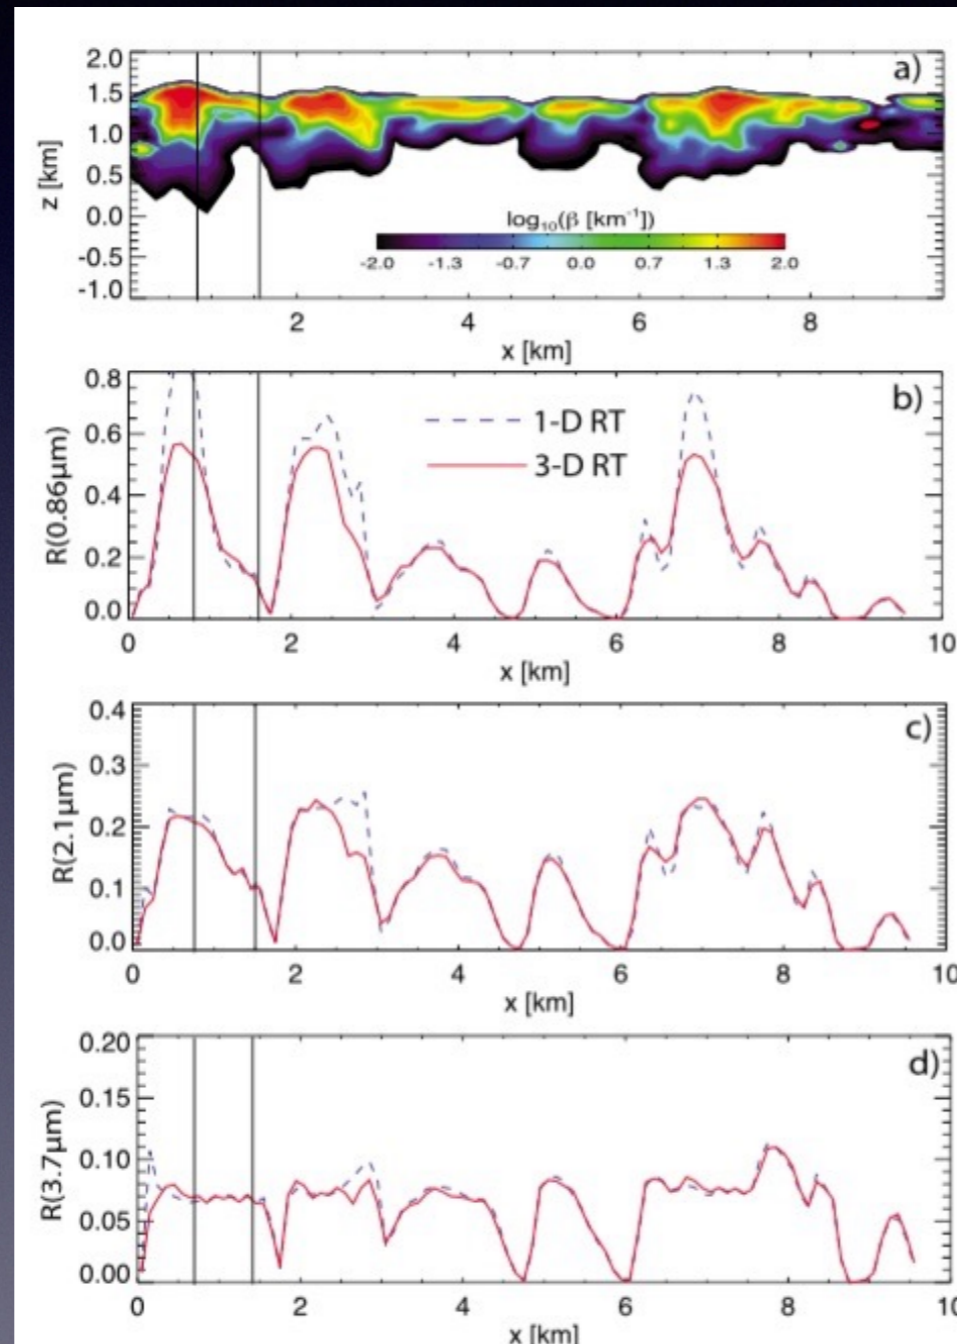 a)
2.0
1.5
1.0
0.5
0.0
-0.5
-1.0
z [km]
log10(β [km-1])
-2.0 -1.3 -0.7 0.0 0.7 1.3 2.0
2 4 6 8
x [km]
b)
0.8
0.6
0.4
0.2
0.0
R(0.86μm)
1-D RT
3-D RT
0 2 4 6 8 10
x [km]
c)
0.4
0.3
0.2
0.1
0.0
R(2.1μm)
0 2 4 6 8 10
x [km]
d)
0.20
0.15
0.10
0.05
0.00
R(3.7μm)
0 2 4 6 8 10
x [km]